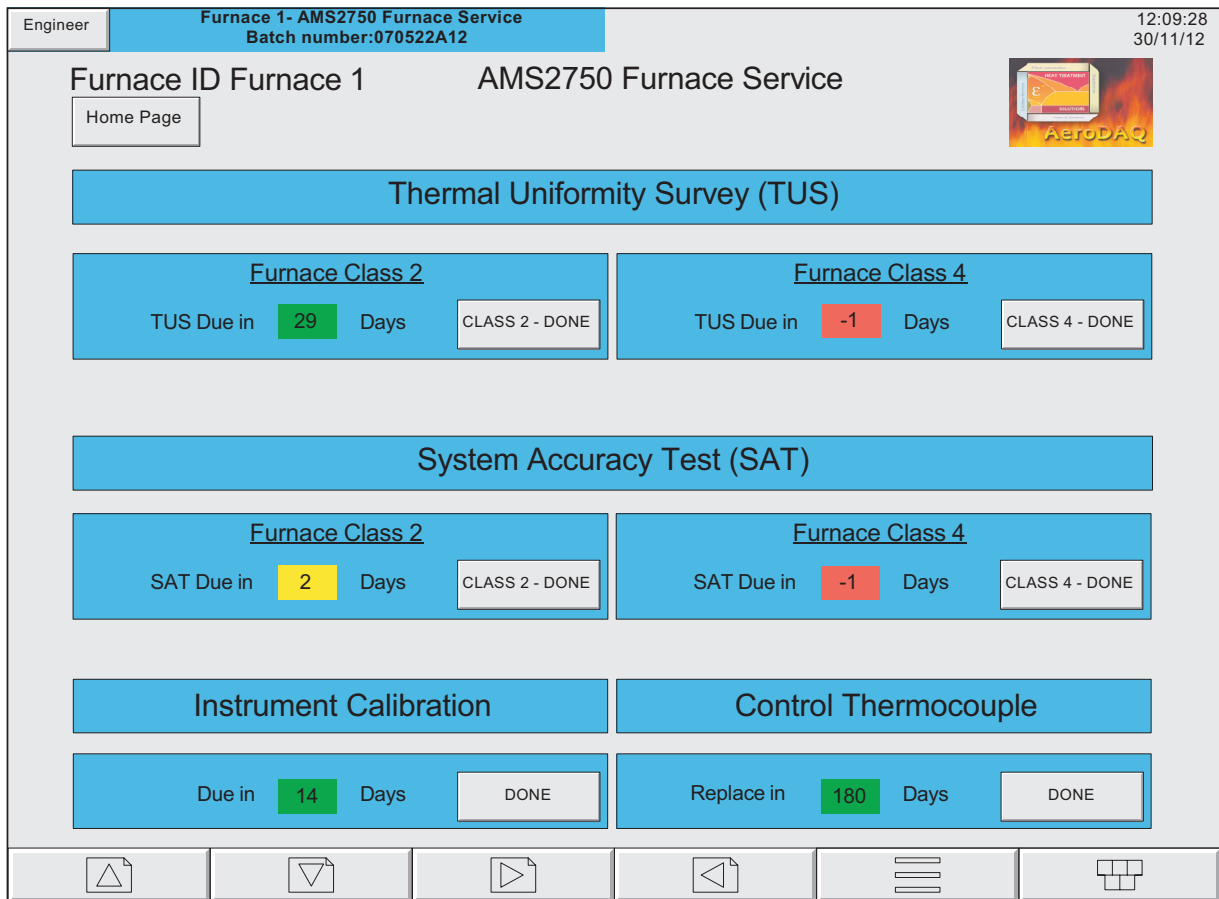 Engineer
Furnace 1- AMS2750 Furnace Service
Batch number:070522A12
12:09:28
30/11/12
Furnace ID Furnace 1
AMS2750 Furnace Service
Home Page
HEAT TREATMENT
ε
SOLUTIONS
AeroDAQ
Thermal Uniformity Survey (TUS)
Furnace Class 2
TUS Due in 29 Days CLASS 2 - DONE
Furnace Class 4
TUS Due in -1 Days CLASS 4 - DONE
System Accuracy Test (SAT)
Furnace Class 2
SAT Due in 2 Days CLASS 2 - DONE
Furnace Class 4
SAT Due in -1 Days CLASS 4 - DONE
Instrument Calibration
Due in 14 Days DONE
Control Thermocouple
Replace in 180 Days DONE